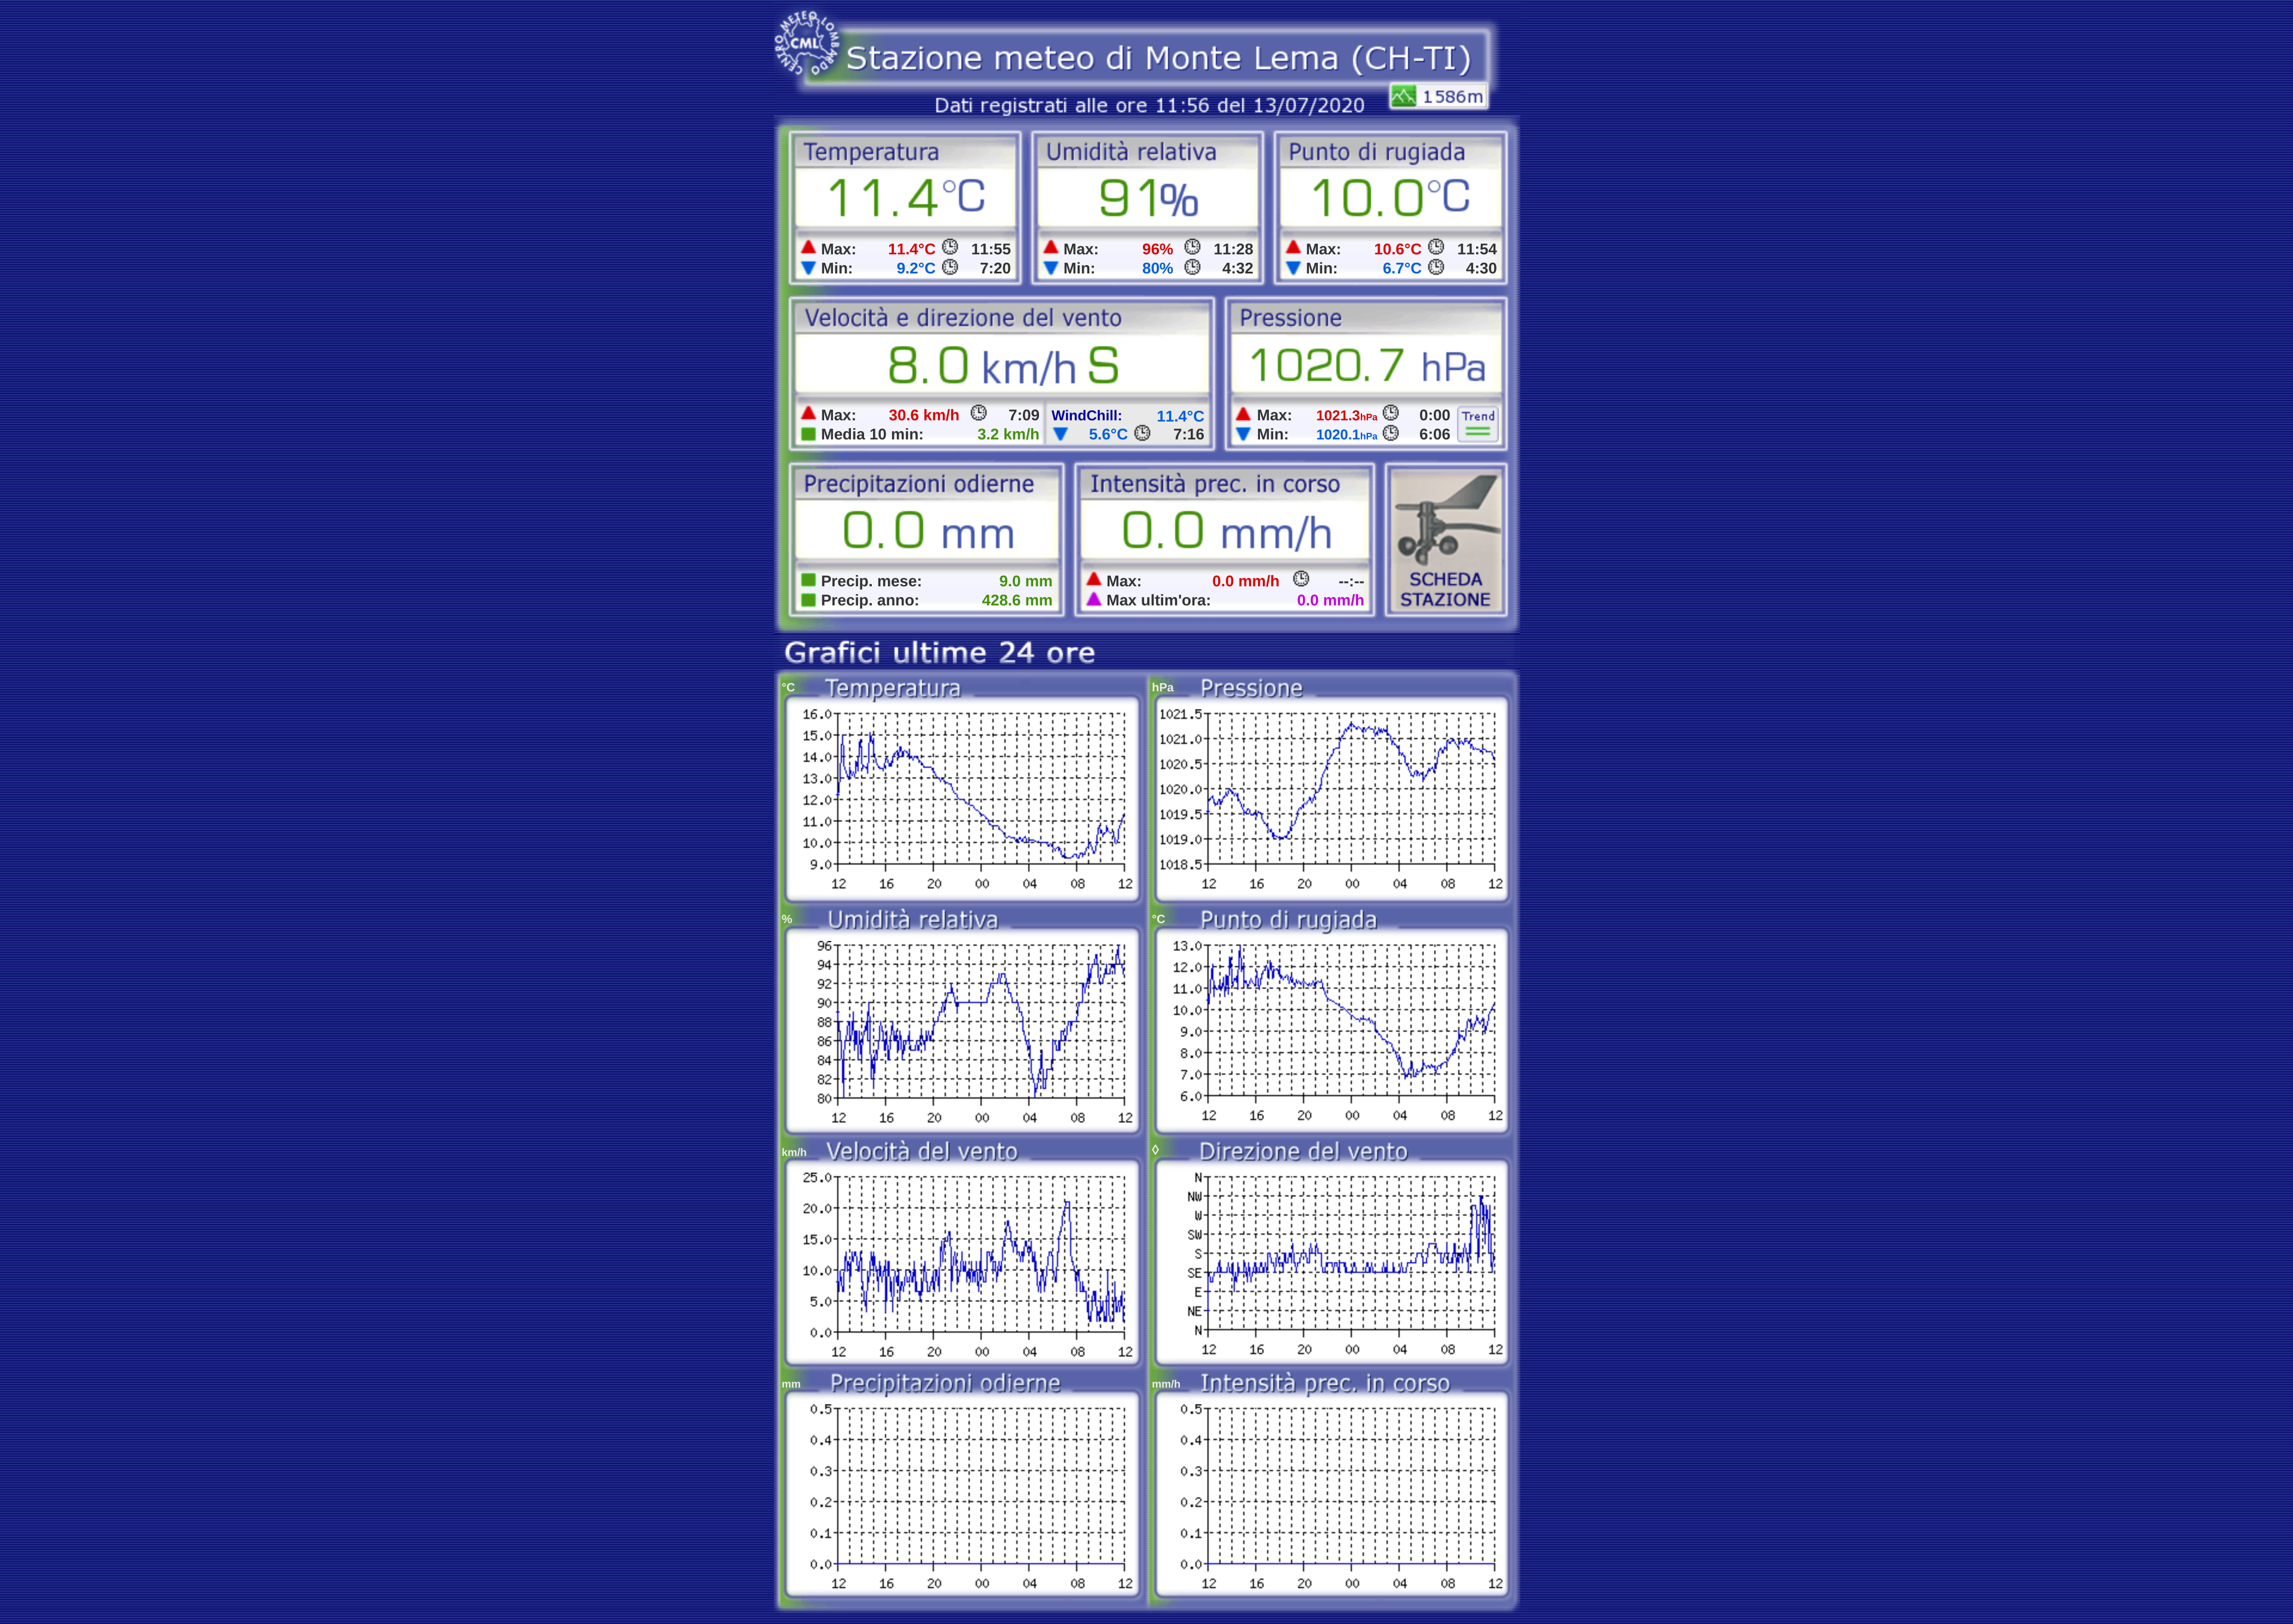 CENTRO METEO LOMBARDO
CML
Stazione meteo di Monte Lema (CH-TI)
1586m
Dati registrati alle ore 11:56 del 13/07/2020
Temperatura
11.4°C
Max: 11.4°C 11:55
Min: 9.2°C 7:20
Umidità relativa
91%
Max: 96% 11:28
Min: 80% 4:32
Punto di rugiada
10.0°C
Max: 10.6°C 11:54
Min: 6.7°C 4:30
Velocità e direzione del vento
8.0 km/h S
Max: 30.6 km/h 7:09
Media 10 min: 3.2 km/h
WindChill: 11.4°C
5.6°C 7:16
Pressione
1020.7 hPa
Max: 1021.3hPa 0:00
Min: 1020.1hPa 6:06
Trend
Precipitazioni odierne
0.0 mm
Precip. mese: 9.0 mm
Precip. anno: 428.6 mm
Intensità prec. in corso
0.0 mm/h
Max: 0.0 mm/h --:--
Max ultim'ora: 0.0 mm/h
SCHEDA
STAZIONE
Grafici ultime 24 ore
°C Temperatura
16.0
15.0
14.0
13.0
12.0
11.0
10.0
9.0
12 16 20 00 04 08 12
hPa Pressione
1021.5
1021.0
1020.5
1020.0
1019.5
1019.0
1018.5
12 16 20 00 04 08 12
% Umidità relativa
96
94
92
90
88
86
84
82
80
12 16 20 00 04 08 12
°C Punto di rugiada
13.0
12.0
11.0
10.0
9.0
8.0
7.0
6.0
12 16 20 00 04 08 12
km/h Velocità del vento
25.0
20.0
15.0
10.0
5.0
0.0
12 16 20 00 04 08 12
◊ Direzione del vento
N
NW
W
SW
S
SE
E
NE
N
12 16 20 00 04 08 12
mm Precipitazioni odierne
0.5
0.4
0.3
0.2
0.1
0.0
12 16 20 00 04 08 12
mm/h Intensità prec. in corso
0.5
0.4
0.3
0.2
0.1
0.0
12 16 20 00 04 08 12